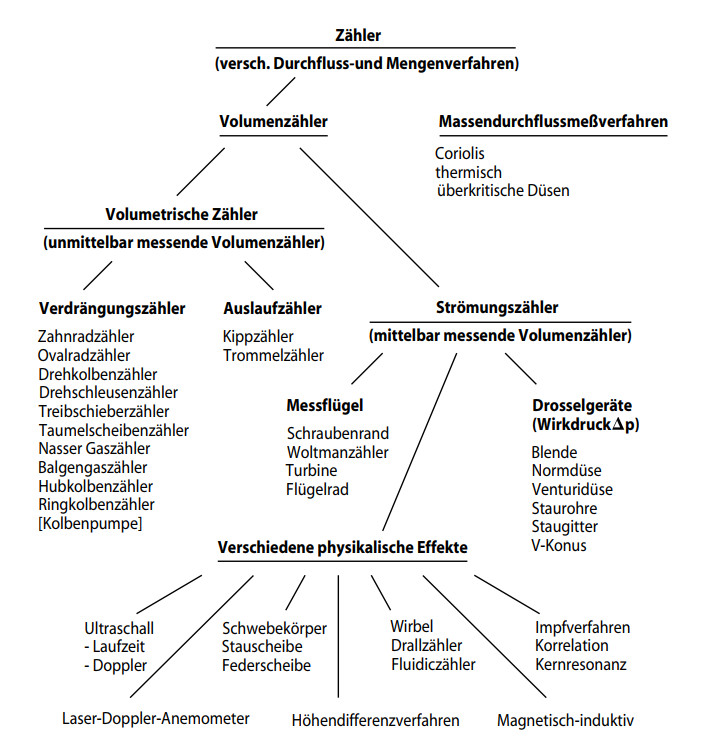 Zähler
(versch. Durchfluss-und Mengenverfahren)
Volumenzähler
Massendurchflussmeßverfahren
Coriolis
thermisch
überkritische Düsen
Volumetrische Zähler
(unmittelbar messende Volumenzähler)
Verdrängungszähler
Zahnradzähler
Ovalradzähler
Drehkolbenzähler
Drehschleusenzähler
Treibschieberzähler
Taumelscheibenzähler
Nasser Gaszähler
Balgengaszähler
Hubkolbenzähler
Ringkolbenzähler
[Kolbenpumpe]
Auslaufzähler
Kippzähler
Trommelzähler
Strömungszähler
(mittelbar messende Volumenzähler)
Messflügel
Schraubenrand
Woltmanzähler
Turbine
Flügelrad
Drosselgeräte
(WirkdruckΔp)
Blende
Normdüse
Venturidüse
Staurohre
Staugitter
V-Konus
Verschiedene physikalische Effekte
Ultraschall
- Laufzeit
- Doppler
Schwebekörper
Stauscheibe
Federscheibe
Wirbel
Drallzähler
Fluidiczähler
Impfverfahren
Korrelation
Kernresonanz
Laser-Doppler-Anemometer
Höhendifferenzverfahren
Magnetisch-induktiv